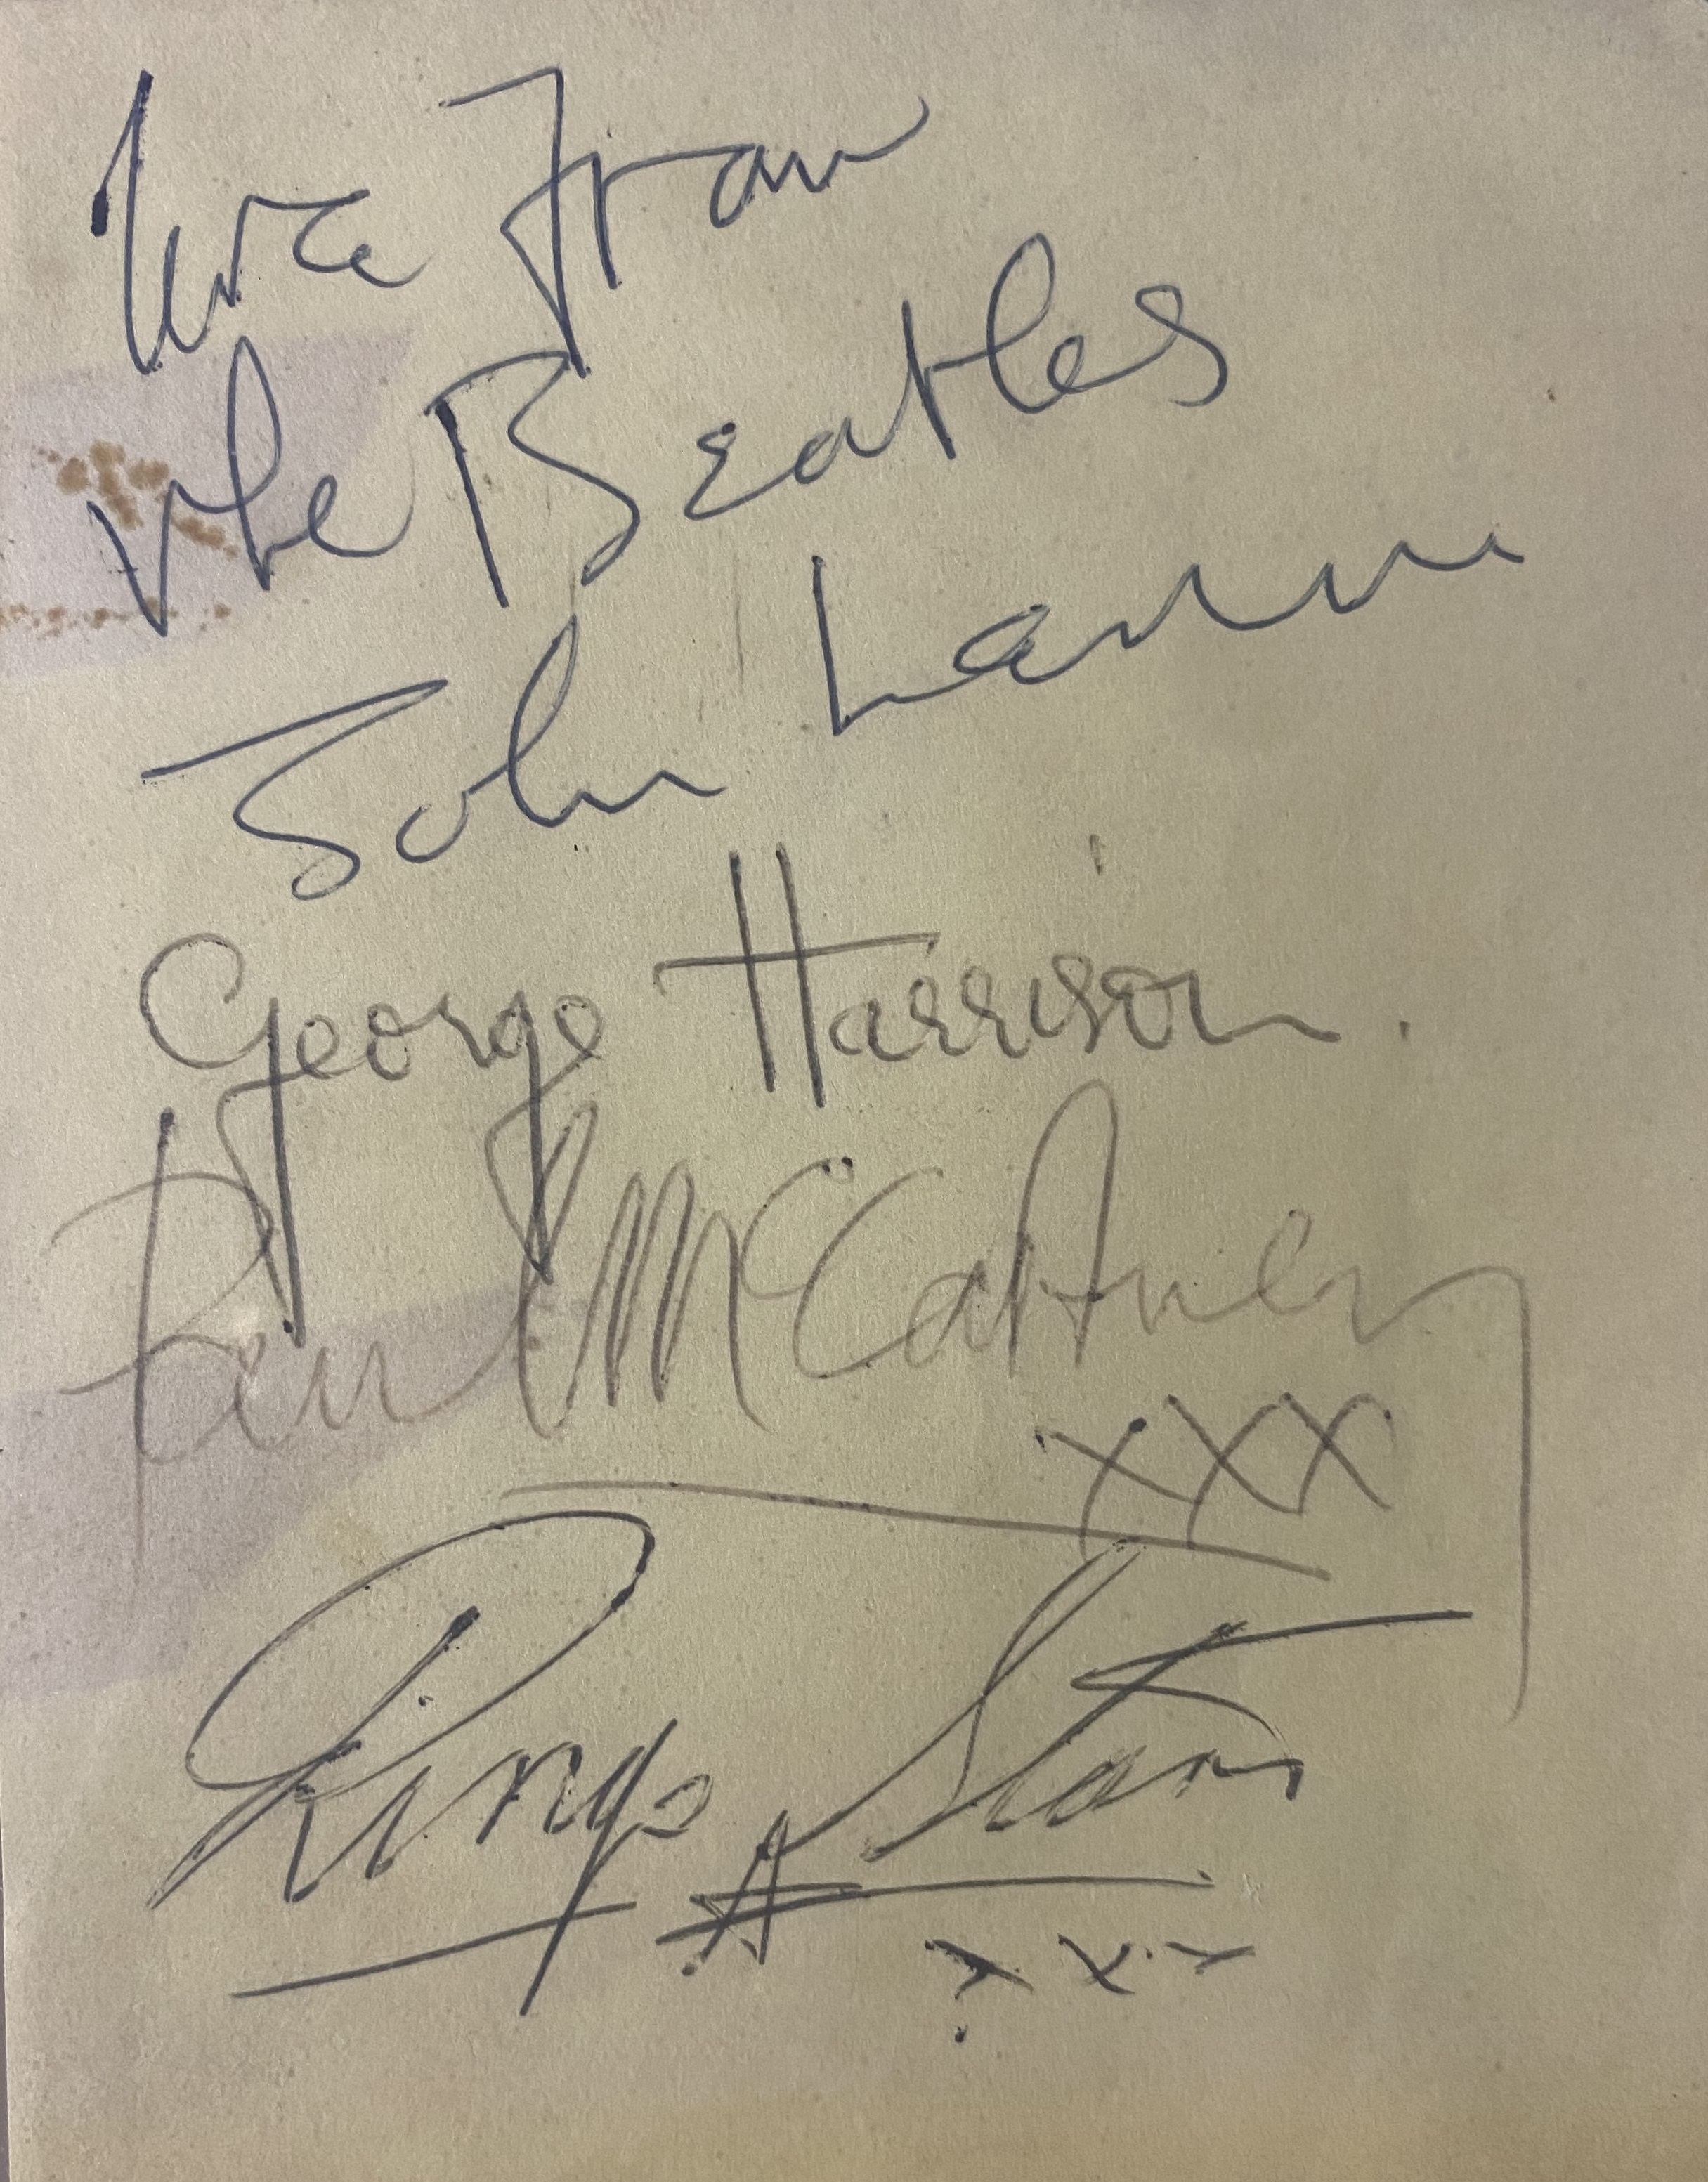 love from
the Beatles
John Lennon
George Harrison.
Paul McCartney
XXX
Ringo Starr
xxx